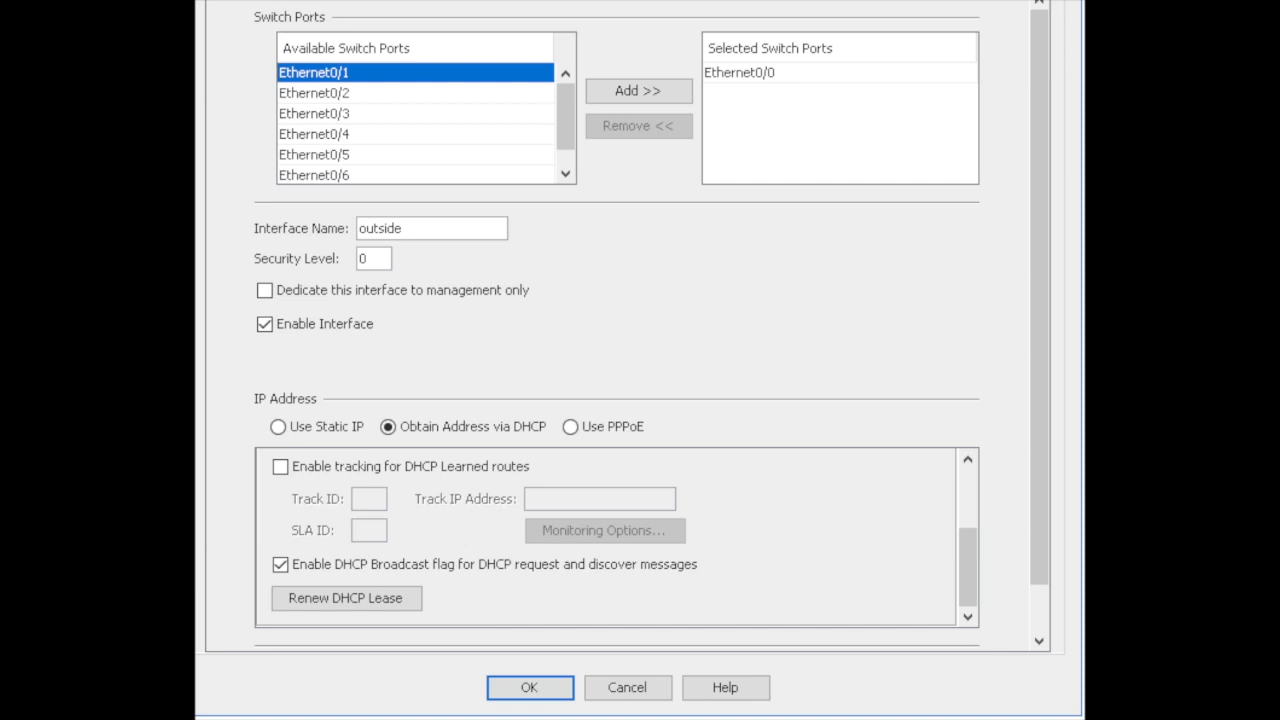 Switch Ports
Available Switch Ports
Ethernet0/1
Ethernet0/2
Ethernet0/3
Ethernet0/4
Ethernet0/5
Ethernet0/6
Add >>
Remove <<
Selected Switch Ports
Ethernet0/0
Interface Name: outside
Security Level: 0
Dedicate this interface to management only
Enable Interface
IP Address
Use Static IP Obtain Address via DHCP Use PPPoE
Enable tracking for DHCP Learned routes
Track ID: Track IP Address:
SLA ID: Monitoring Options...
Enable DHCP Broadcast flag for DHCP request and discover messages
Renew DHCP Lease
OK Cancel Help